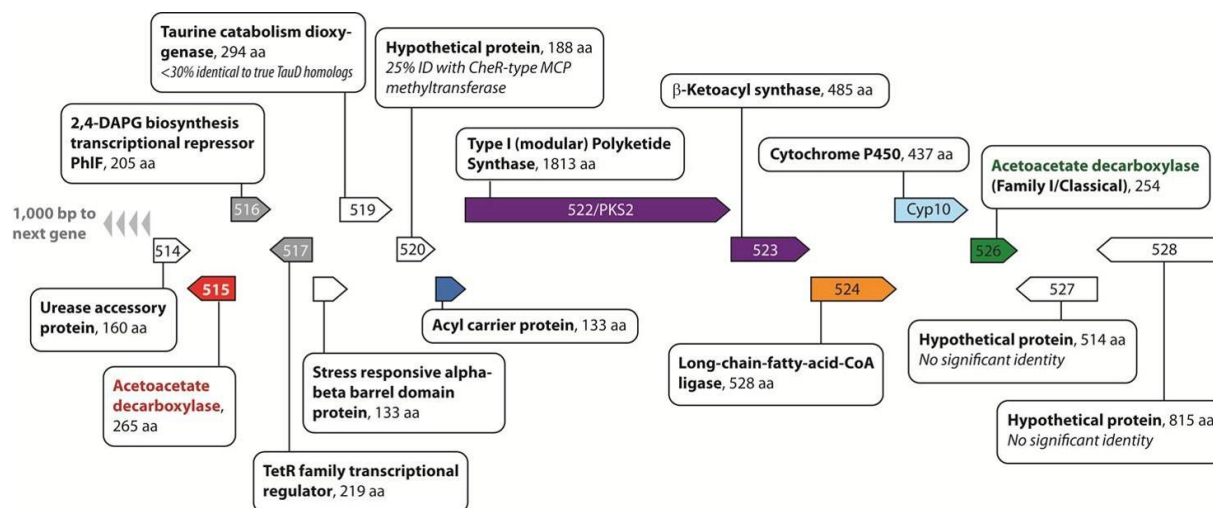 Taurine catabolism dioxy-
genase, 294 aa
<30% identical to true TauD homologs
Hypothetical protein, 188 aa
25% ID with CheR-type MCP
methyltransferase
β-Ketoacyl synthase, 485 aa
2,4-DAPG biosynthesis
transcriptional repressor
PhlF, 205 aa
Type I (modular) Polyketide
Synthase, 1813 aa
Cytochrome P450, 437 aa
Acetoacetate decarboxylase
(Family I/Classical), 254
1,000 bp to
next gene
516
519
522/PKS2
Cyp10
514
517
520
523
526
528
515
524
527
Urease accessory
protein, 160 aa
Acyl carrier protein, 133 aa
Hypothetical protein, 514 aa
No significant identity
Stress responsive alpha-
beta barrel domain
protein, 133 aa
Long-chain-fatty-acid-CoA
ligase, 528 aa
Acetoacetate
decarboxylase,
265 aa
Hypothetical protein, 815 aa
No significant identity
TetR family transcriptional
regulator, 219 aa